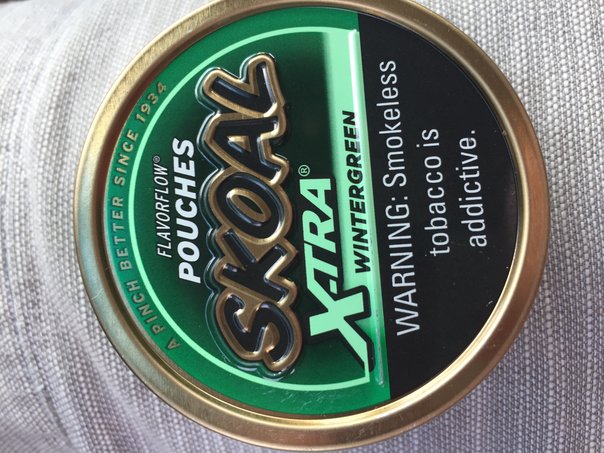 A PINCH BETTER SINCE 1934
FLAVORFLOW®
POUCHES
SKOAL
X-TRA®
WINTERGREEN
WARNING: Smokeless
tobacco is
addictive.